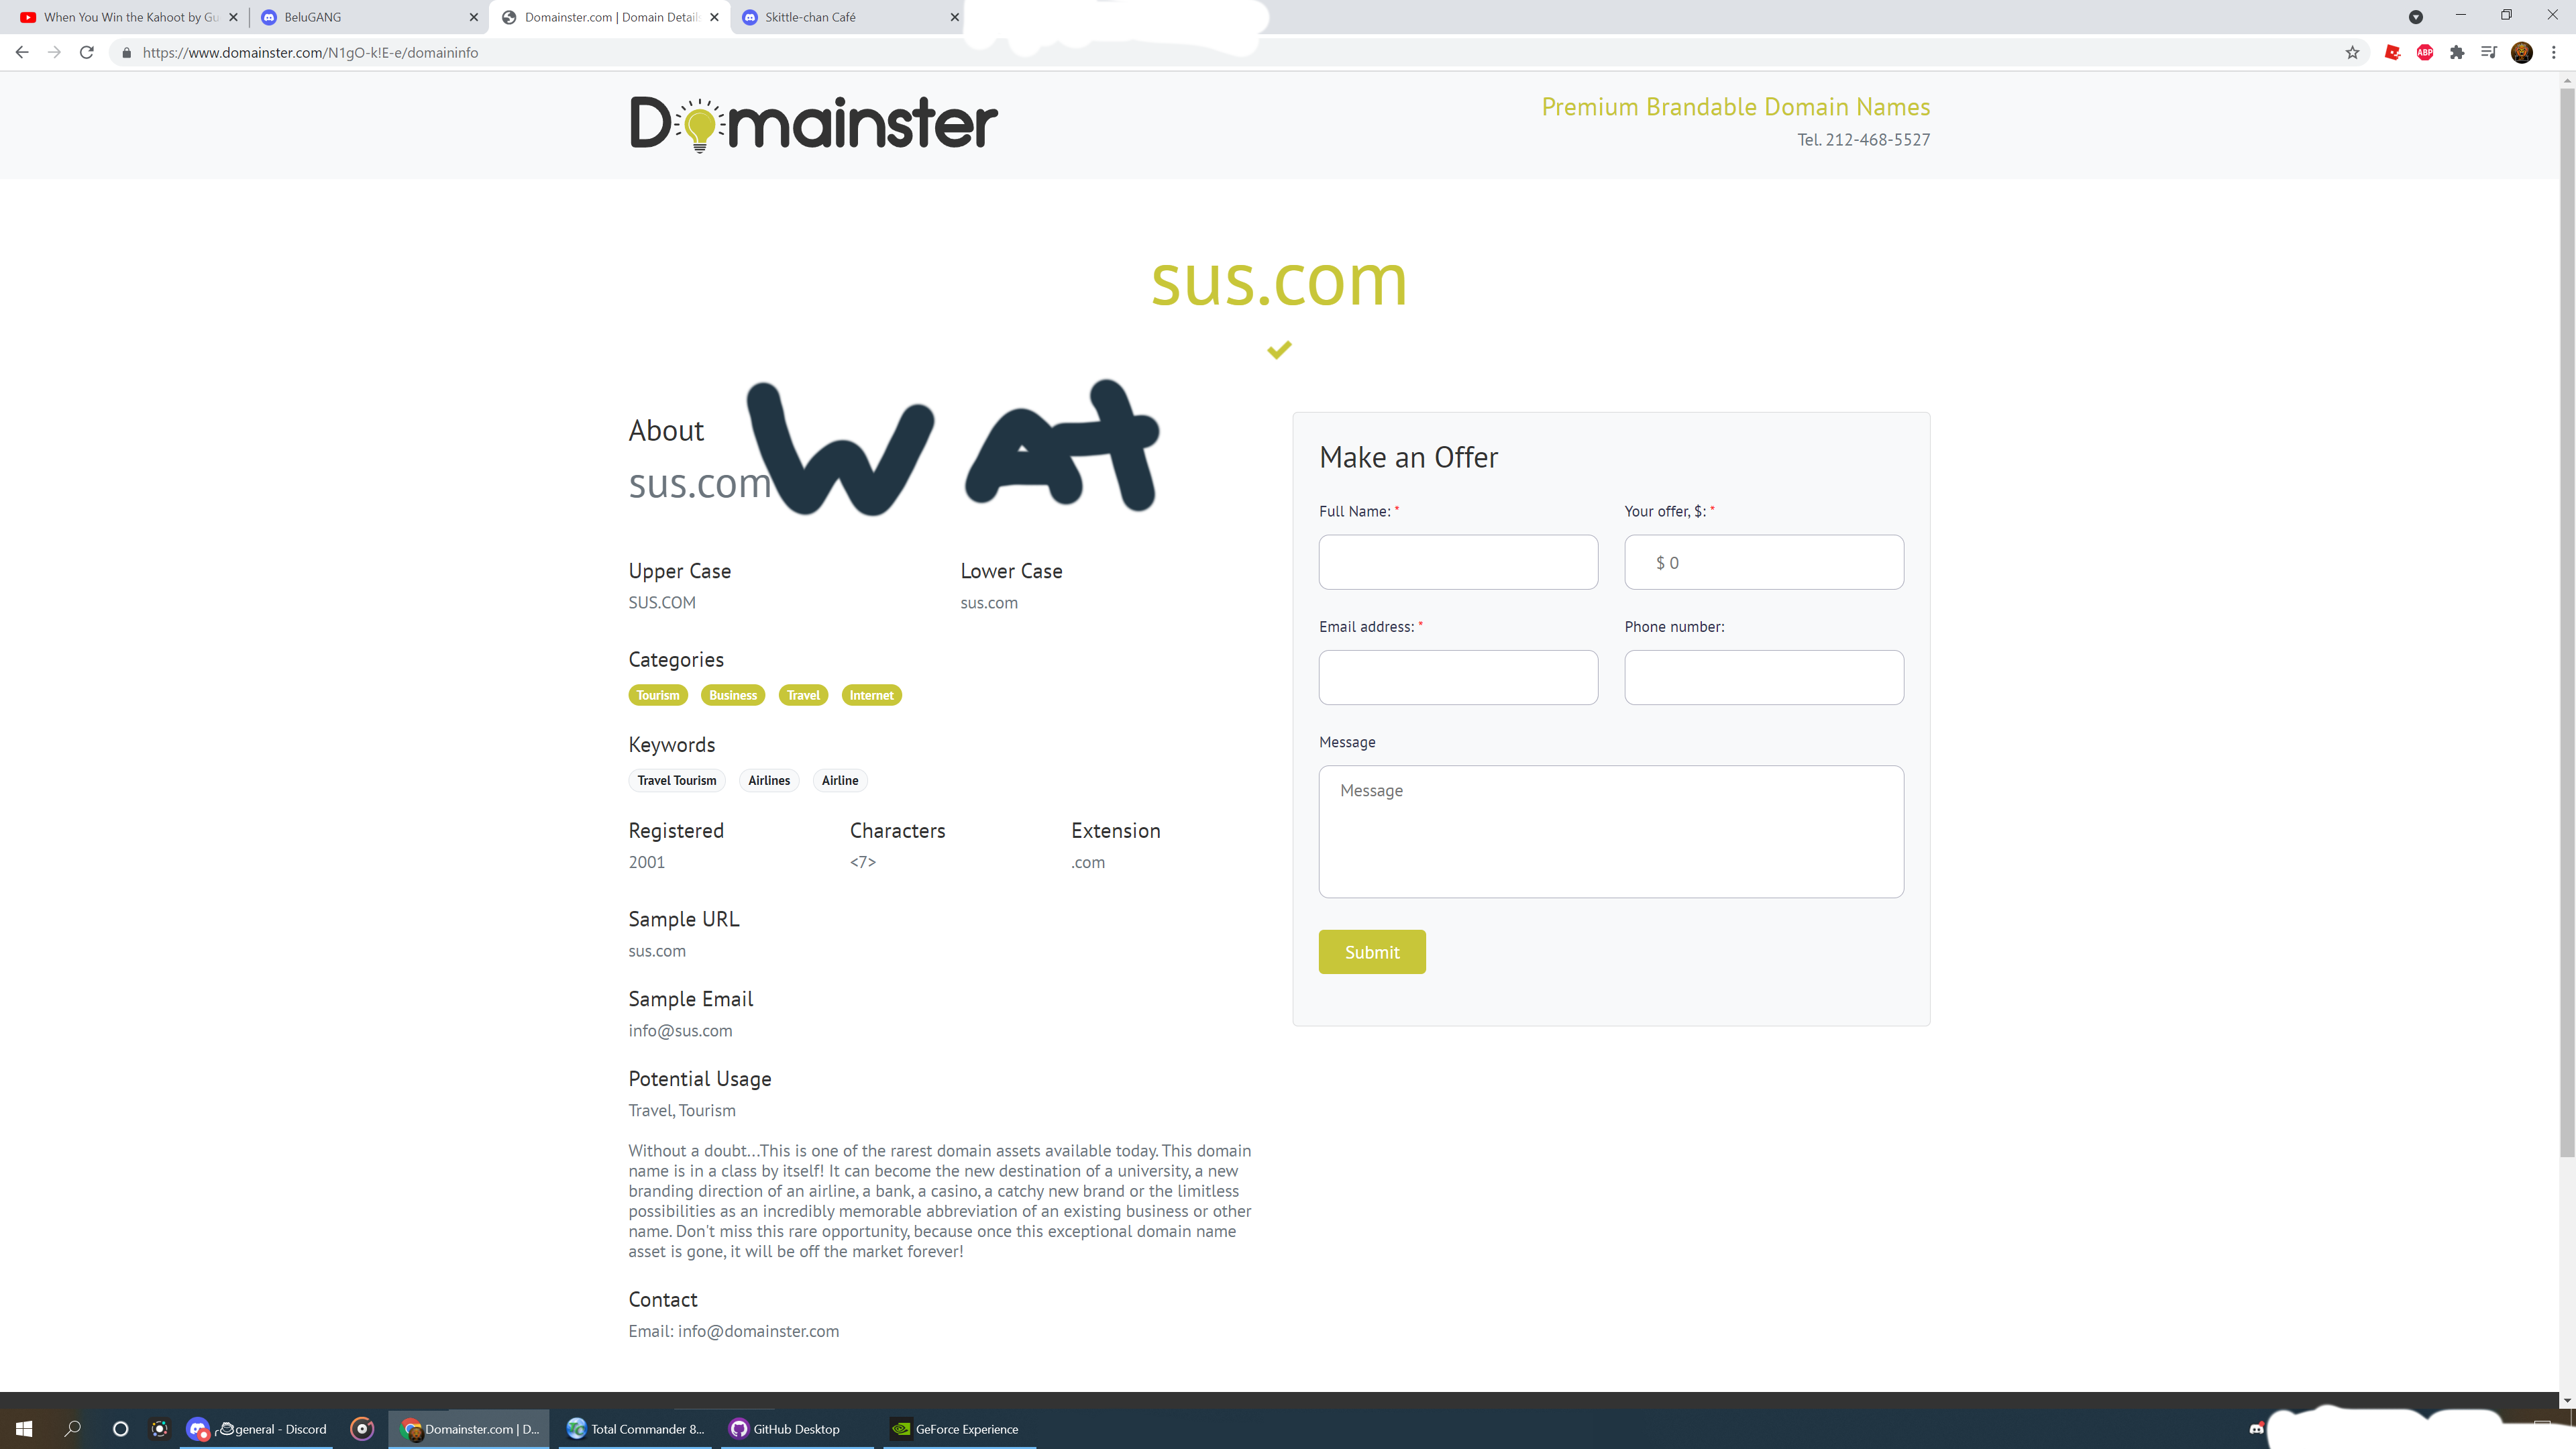 When You Win the Kahoot by Gu
BeluGANG
Domainster.com | Domain Details
Skittle-chan Café
https://www.domainster.com/N1gO-k!E-e/domaininfo
ABP
Domainster
Premium Brandable Domain Names
Tel. 212-468-5527
sus.com
WAt
About
sus.com
Upper Case
Lower Case
SUS.COM
sus.com
Categories
Tourism Business Travel Internet
Keywords
Travel Tourism Airlines Airline
Registered Characters Extension
2001 <7> .com
Sample URL
sus.com
Sample Email
info@sus.com
Potential Usage
Travel, Tourism
Without a doubt...This is one of the rarest domain assets available today. This domain
name is in a class by itself! It can become the new destination of a university, a new
branding direction of an airline, a bank, a casino, a catchy new brand or the limitless
possibilities as an incredibly memorable abbreviation of an existing business or other
name. Don't miss this rare opportunity, because once this exceptional domain name
asset is gone, it will be off the market forever!
Contact
Email: info@domainster.com
Make an Offer
Full Name: * Your offer, $: *
$ 0
Email address: * Phone number:
Message
Message
Submit
general - Discord
Domainster.com | D...
Total Commander 8...
GitHub Desktop
GeForce Experience